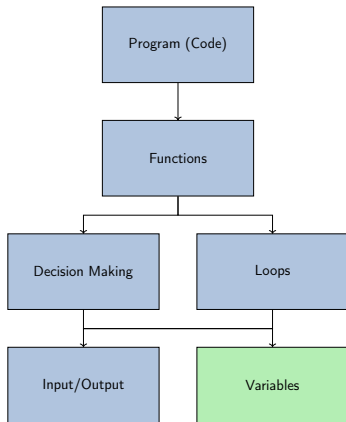 Program (Code)
Functions
Decision Making
Loops
Input/Output
Variables